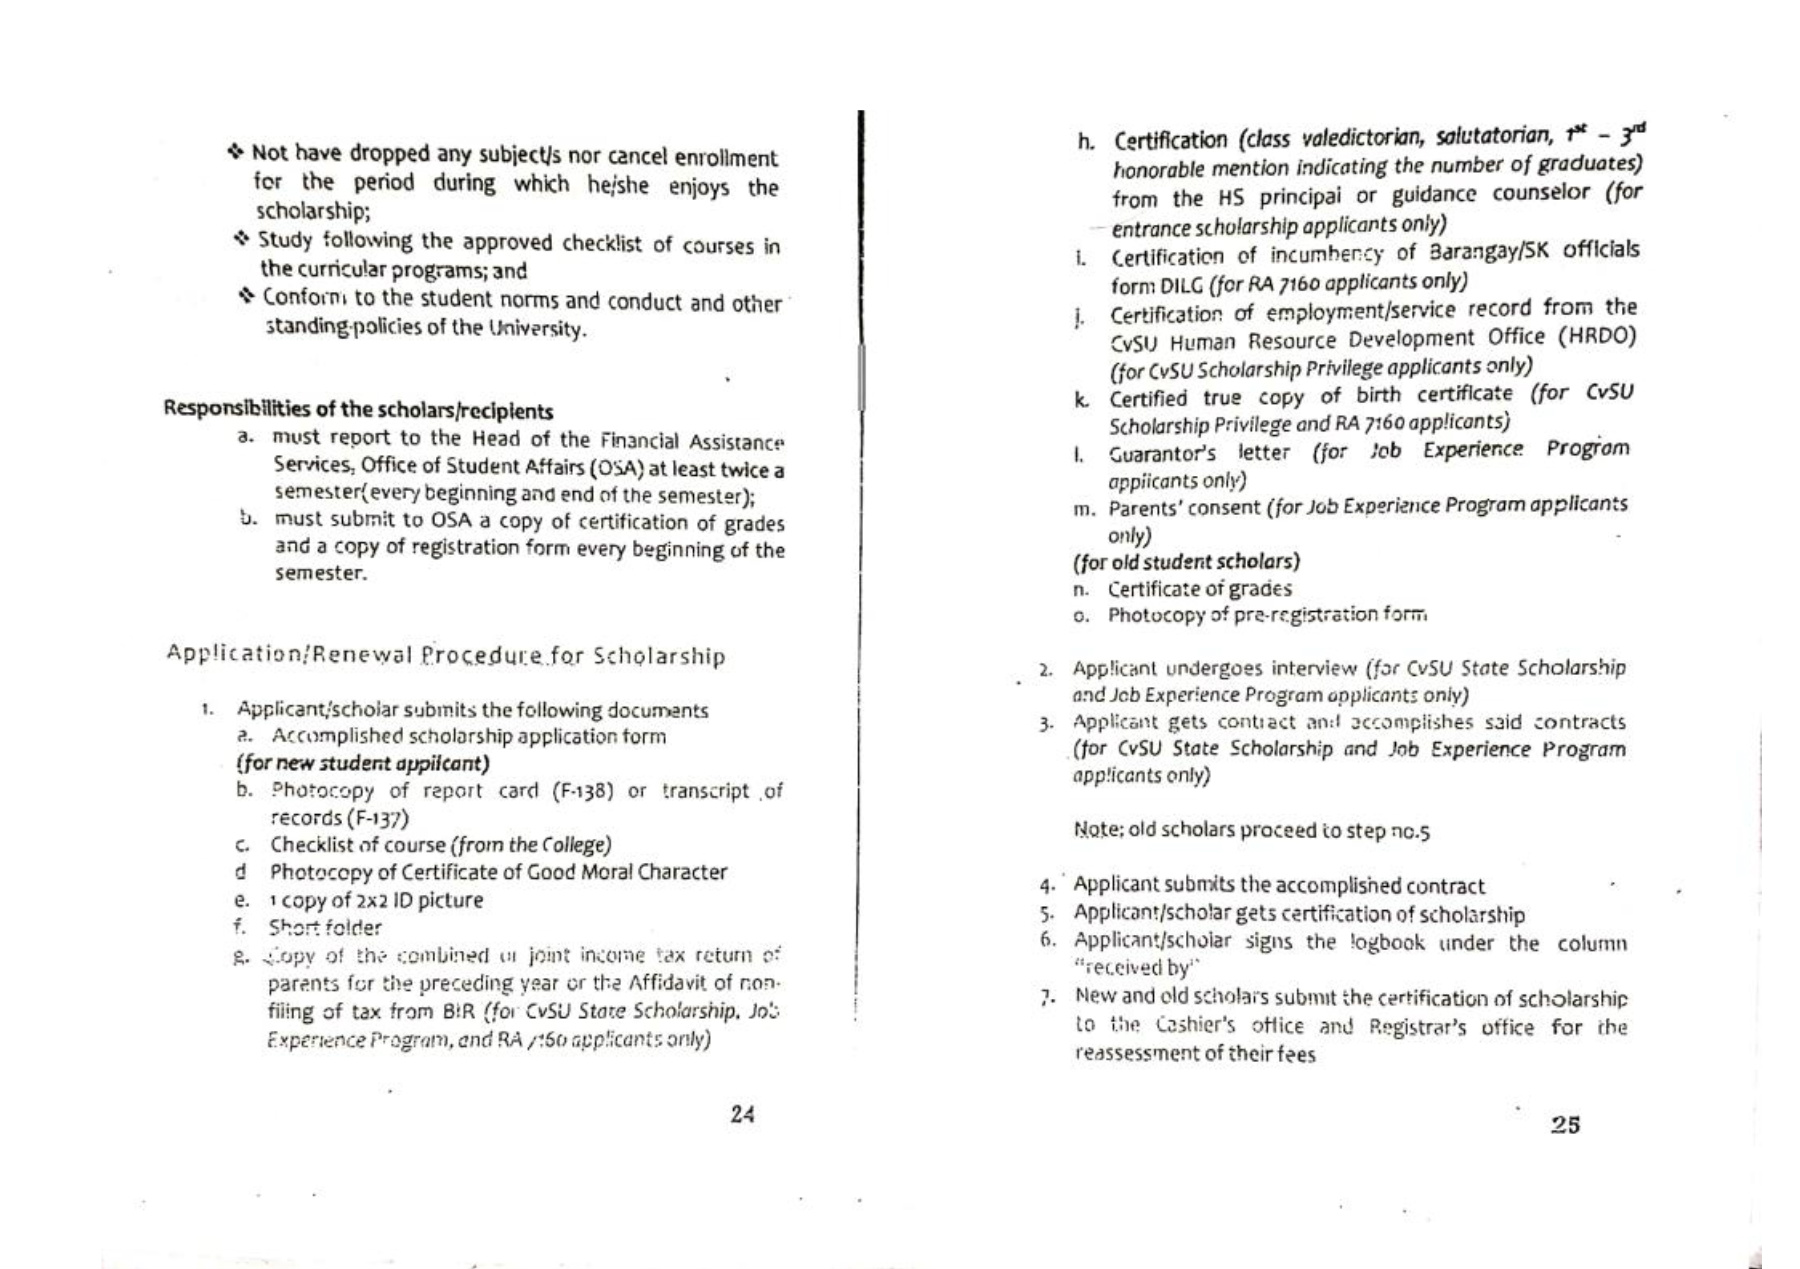 ❖ Not have dropped any subject/s nor cancel enrollment
for the period during which he/she enjoys the
scholarship;
❖ Study following the approved checklist of courses in
the curricular programs; and
❖ Conform to the student norms and conduct and other
standing policies of the University.
Responsibilities of the scholars/recipients
a. must report to the Head of the Financial Assistance
Services, Office of Student Affairs (OSA) at least twice a
semester(every beginning and end of the semester);
b. must submit to OSA a copy of certification of grades
and a copy of registration form every beginning of the
semester.
Application/Renewal Procedure for Scholarship
1. Applicant/scholar submits the following documents
a. Accomplished scholarship application form
(for new student applicant)
b. Photocopy of report card (F-138) or transcript of
records (F-137)
c. Checklist of course (from the College)
d Photocopy of Certificate of Good Moral Character
e. 1 copy of 2x2 ID picture
f. Short folder
g. Copy of the combined or joint income tax return of
parents for the preceding year or the Affidavit of non-
filing of tax from BIR (for CvSU State Scholarship, Job
Experience Program, and RA 7160 applicants only)
24
h. Certification (class valedictorian, salutatorian, 1st – 3rd
honorable mention indicating the number of graduates)
from the HS principal or guidance counselor (for
entrance scholarship applicants only)
i. Certification of incumbency of Barangay/SK officials
form DILG (for RA 7160 applicants only)
j. Certification of employment/service record from the
CvSU Human Resource Development Office (HRDO)
(for CvSU Scholarship Privilege applicants only)
k. Certified true copy of birth certificate (for CvSU
Scholarship Privilege and RA 7160 applicants)
l. Guarantor's letter (for Job Experience Program
applicants only)
m. Parents' consent (for Job Experience Program applicants
only)
(for old student scholars)
n. Certificate of grades
o. Photocopy of pre-registration form
2. Applicant undergoes interview (for CvSU State Scholarship
and Job Experience Program applicants only)
3. Applicant gets contract and accomplishes said contracts
(for CvSU State Scholarship and Job Experience Program
applicants only)
Note; old scholars proceed to step no.5
4. Applicant submits the accomplished contract
5. Applicant/scholar gets certification of scholarship
6. Applicant/scholar signs the logbook under the column
"received by"
7. New and old scholars submit the certification of scholarship
to the Cashier's office and Registrar's office for the
reassessment of their fees
25